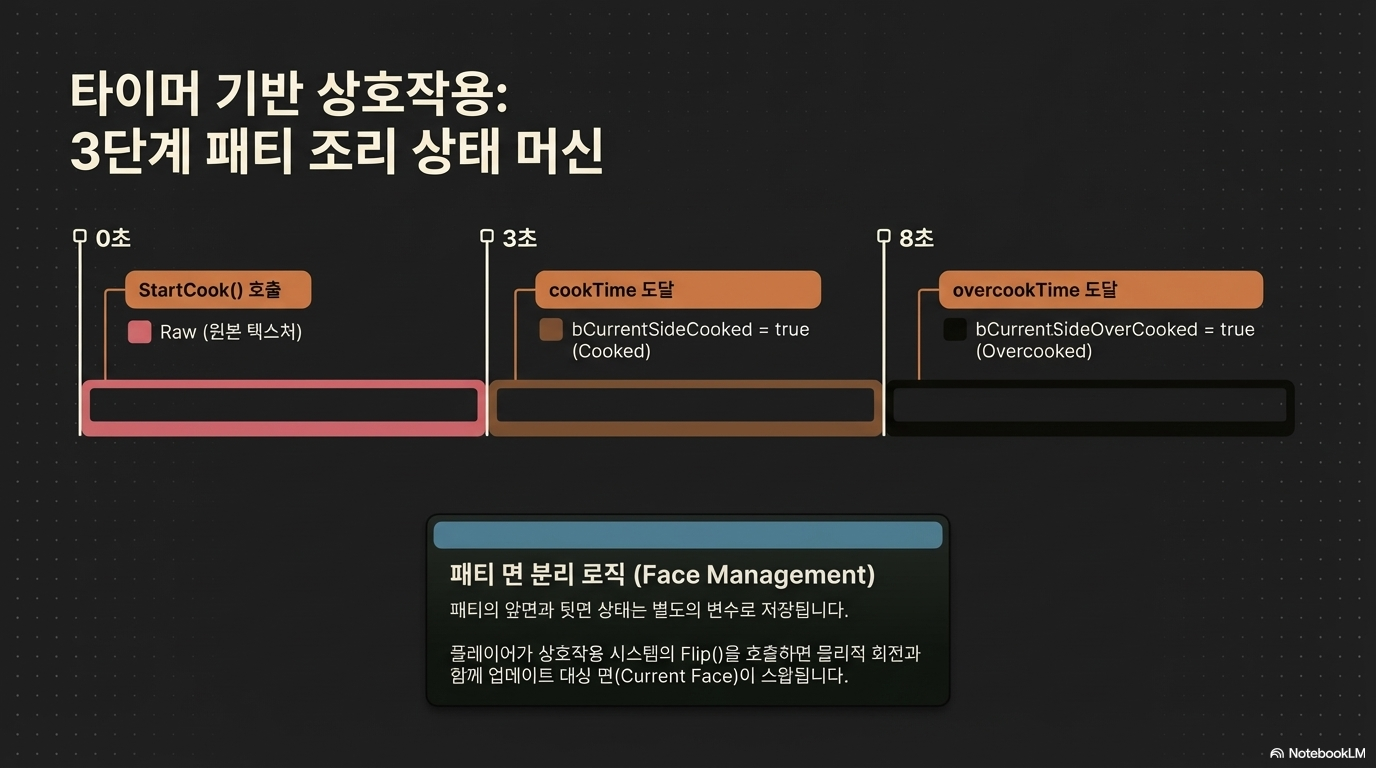 타이머 기반 상호작용:
3단계 패티 조리 상태 머신
0초
StartCook() 호출
Raw (원본 텍스처)
3초
cookTime 도달
bCurrentSideCooked = true
(Cooked)
8초
overcookTime 도달
bCurrentSideOverCooked = true
(Overcooked)
패티 면 분리 로직 (Face Management)
패티의 앞면과 뒷면 상태는 별도의 변수로 저장됩니다.
플레이어가 상호작용 시스템의 Flip()을 호출하면 물리적 회전과
함께 업데이트 대상 면(Current Face)이 스왑됩니다.
NotebookLM